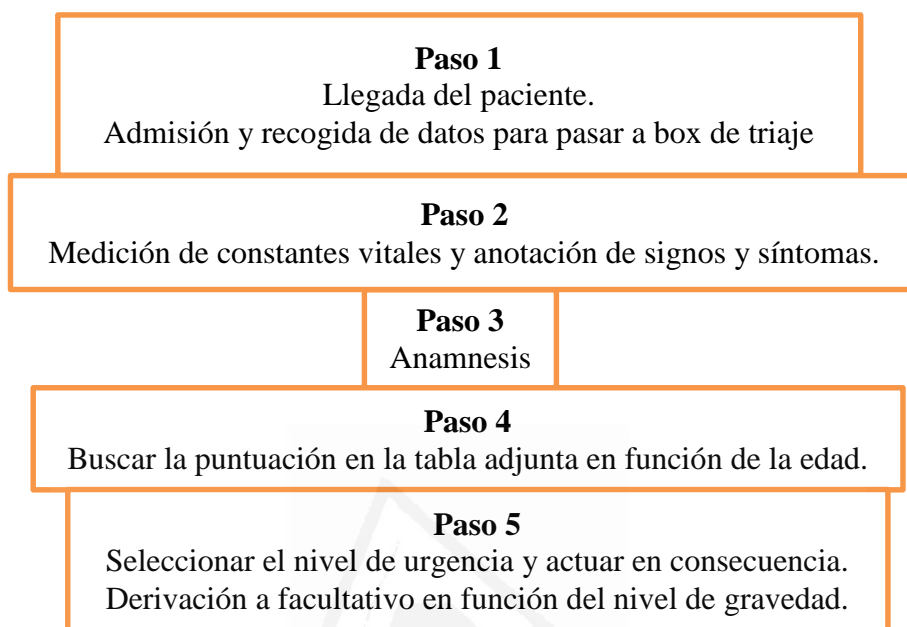 Paso 1
Llegada del paciente.
Admisión y recogida de datos para pasar a box de triaje
Paso 2
Medición de constantes vitales y anotación de signos y síntomas.
Paso 3
Anamnesis
Paso 4
Buscar la puntuación en la tabla adjunta en función de la edad.
Paso 5
Seleccionar el nivel de urgencia y actuar en consecuencia.
Derivación a facultativo en función del nivel de gravedad.